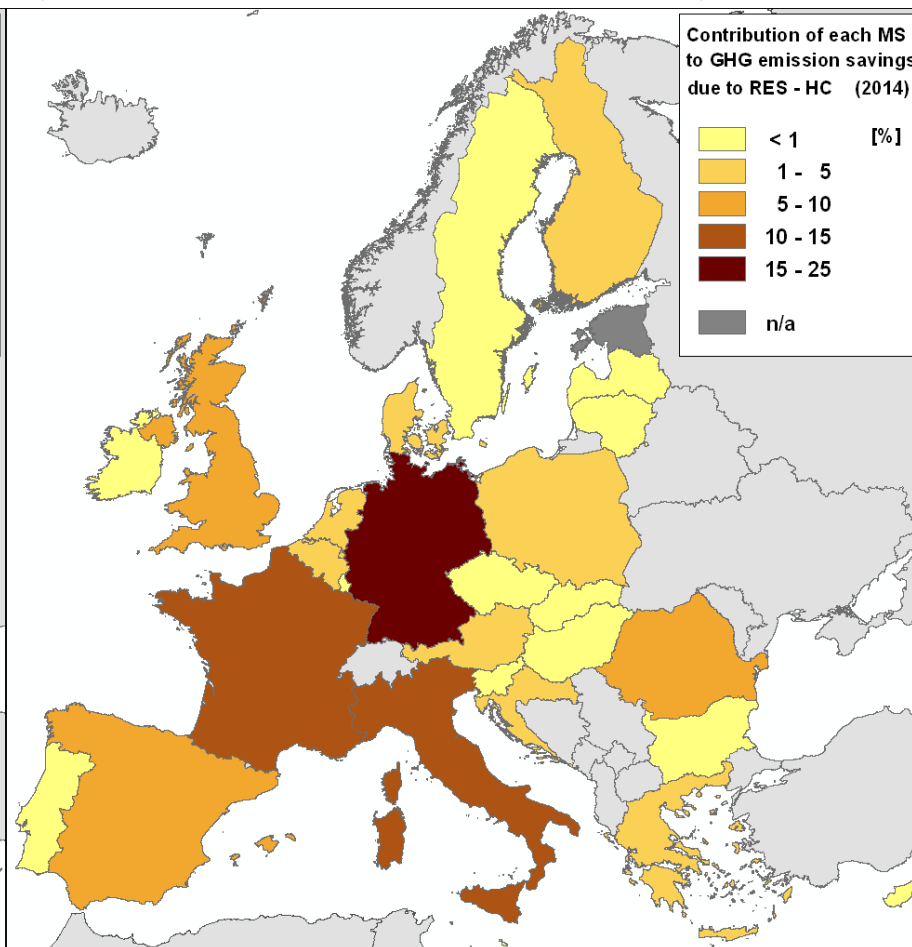 Contribution of each MS
to GHG emission savings
due to RES - HC (2014)
< 1 [%]
1 - 5
5 - 10
10 - 15
15 - 25
n/a